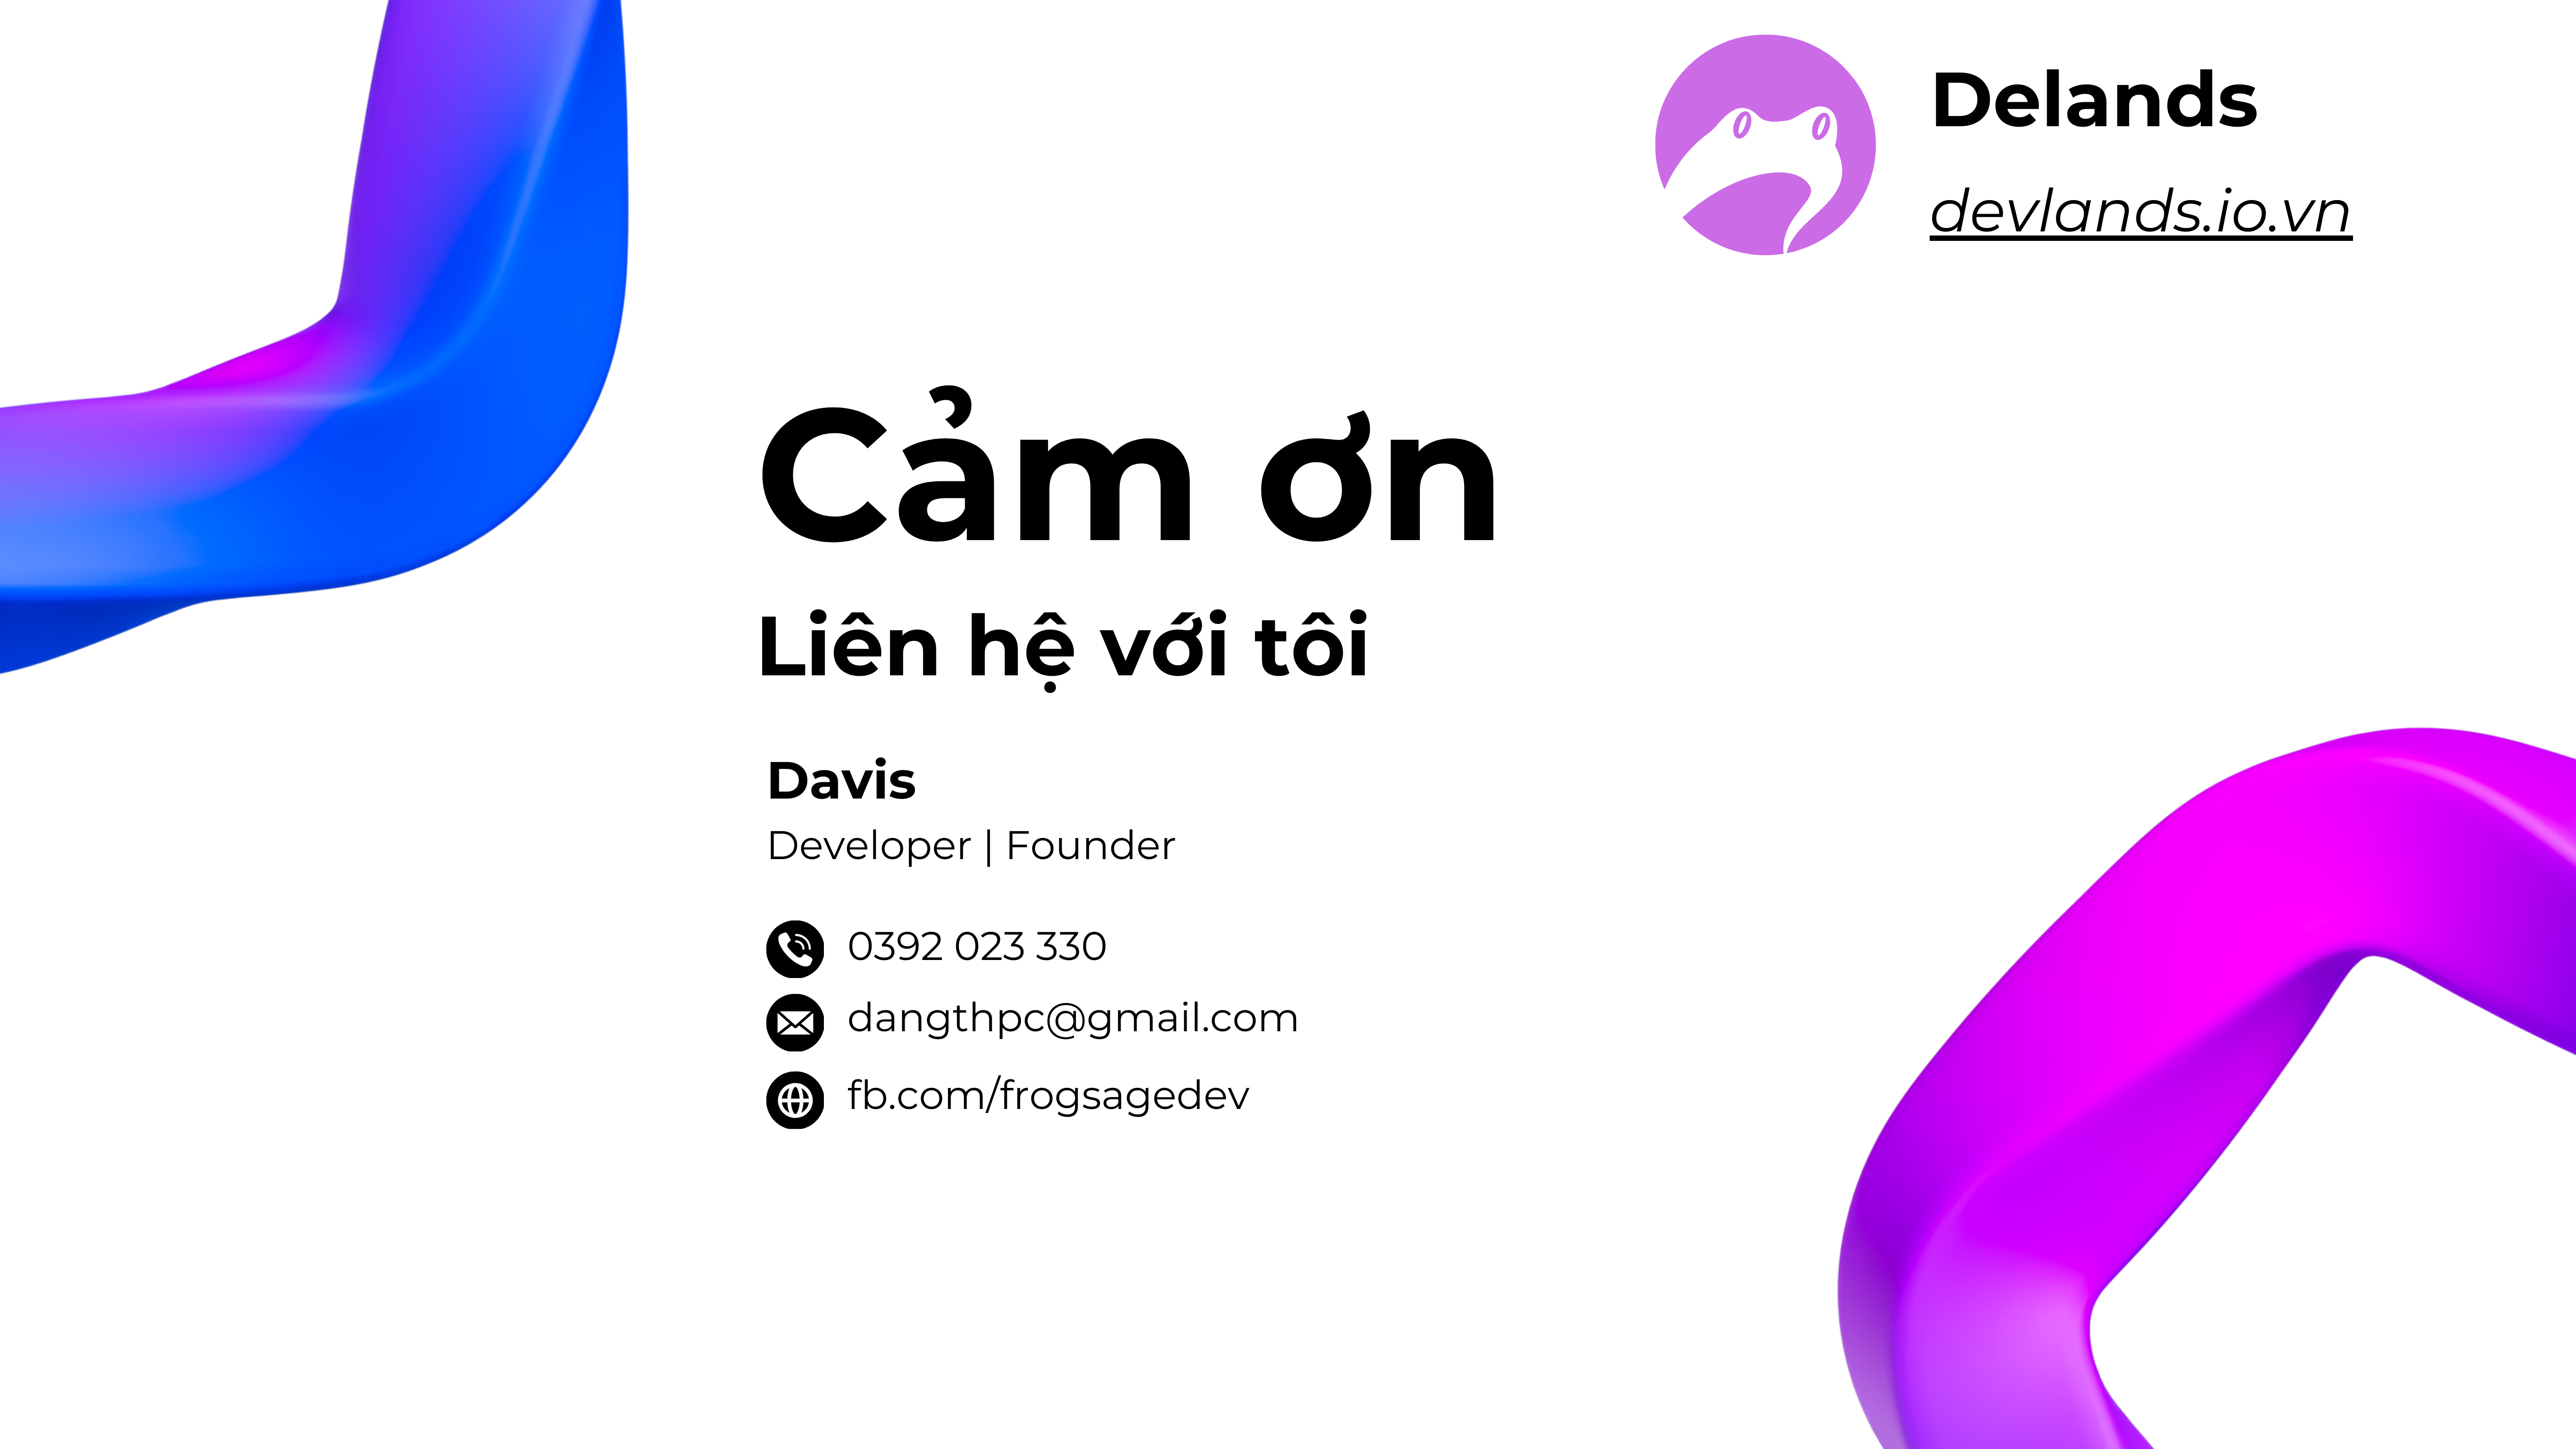 Delands
devlands.io.vn
Cảm ơn
Liên hệ với tôi
Davis
Developer | Founder
0392 023 330
dangthpc@gmail.com
fb.com/frogsagedev